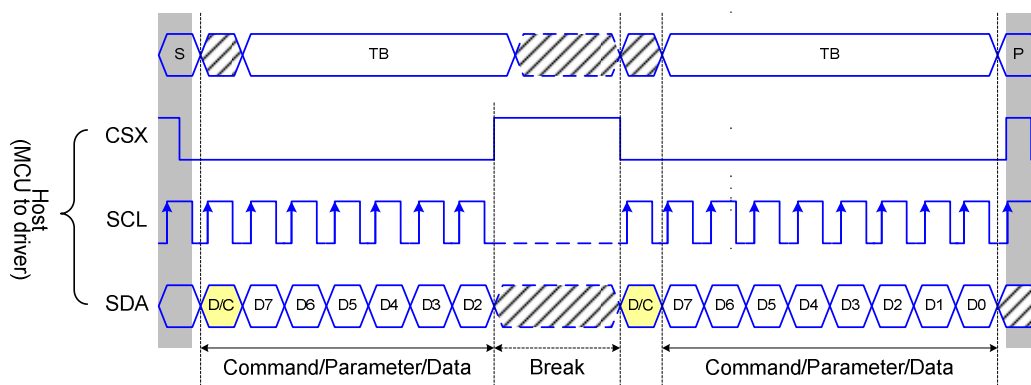 S TB TB P
CSX
Host
(MCU to driver)
SCL
SDA D/C D7 D6 D5 D4 D3 D2 D/C D7 D6 D5 D4 D3 D2 D1 D0
Command/Parameter/Data Break Command/Parameter/Data